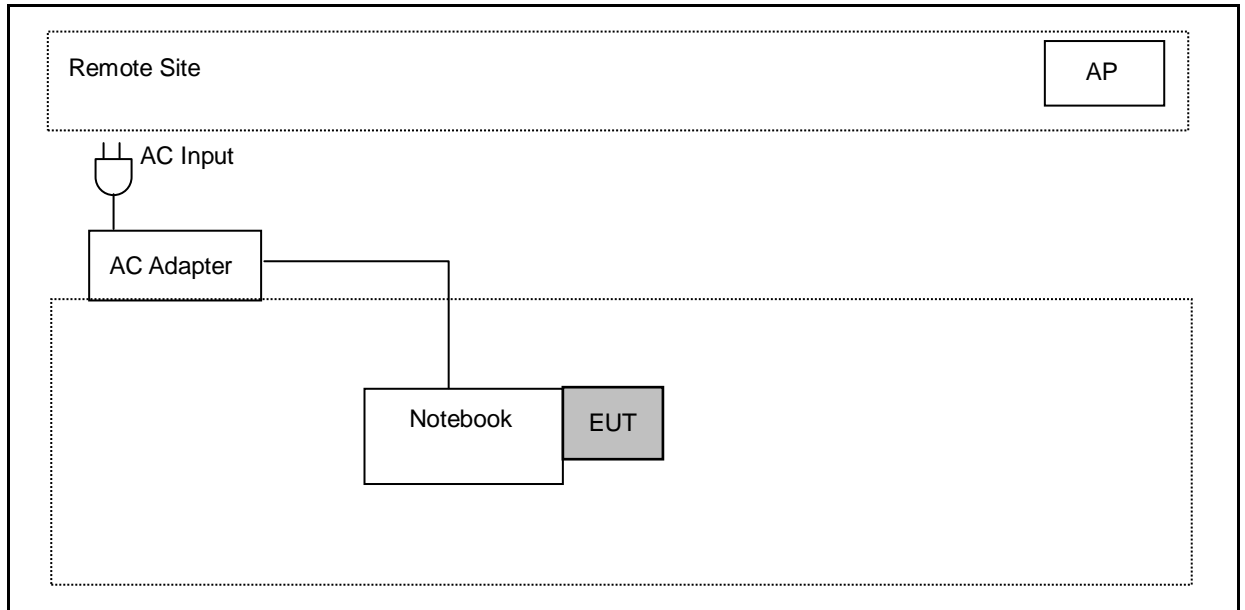 Remote Site
AP
AC Input
AC Adapter
Notebook
EUT